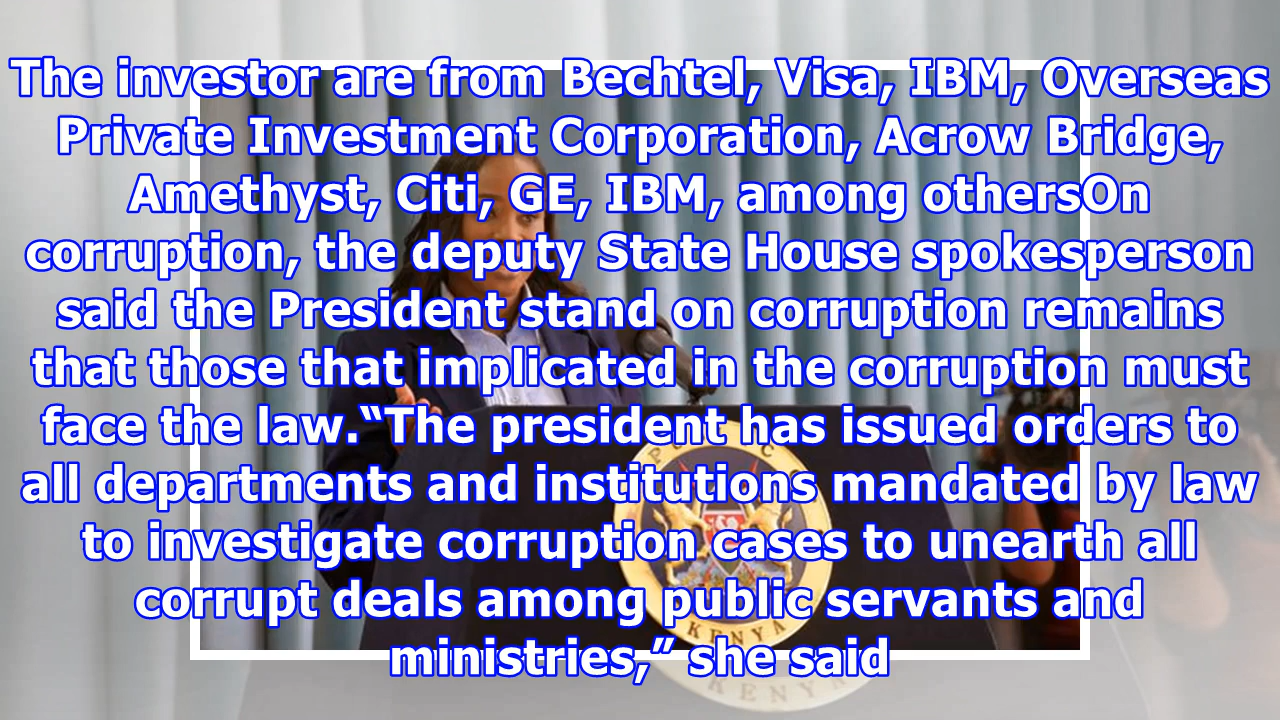 The investor are from Bechtel, Visa, IBM, Overseas
Private Investment Corporation, Acrow Bridge,
Amethyst, Citi, GE, IBM, among othersOn
corruption, the deputy State House spokesperson
said the President stand on corruption remains
that those that implicated in the corruption must
face the law.“The president has issued orders to
all departments and institutions mandated by law
to investigate corruption cases to unearth all
corrupt deals among public servants and
ministries,” she said
KENYA